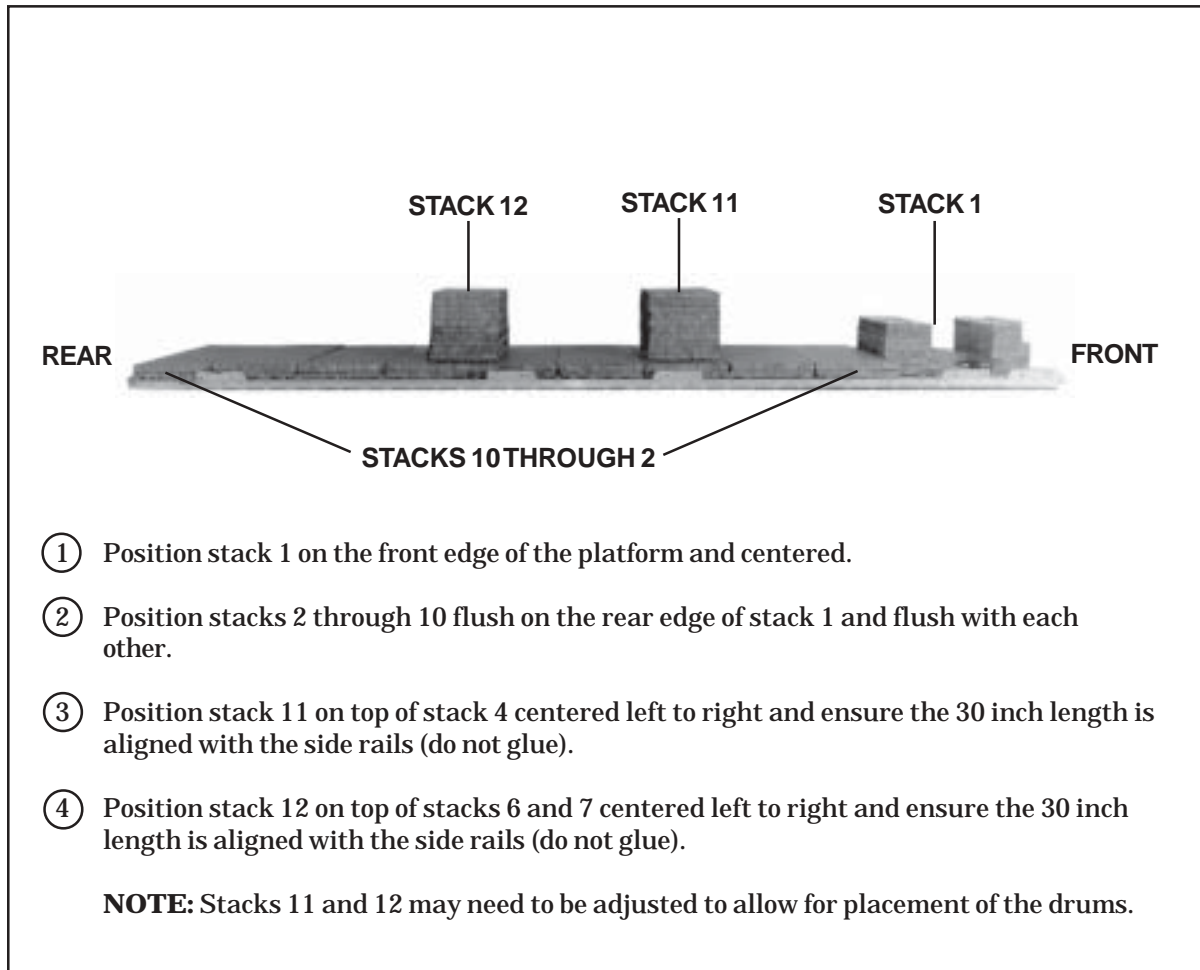 STACK 12 STACK 11 STACK 1
REAR FRONT
STACKS 10 THROUGH 2
1 Position stack 1 on the front edge of the platform and centered.
2 Position stacks 2 through 10 flush on the rear edge of stack 1 and flush with each
other.
3 Position stack 11 on top of stack 4 centered left to right and ensure the 30 inch length is
aligned with the side rails (do not glue).
4 Position stack 12 on top of stacks 6 and 7 centered left to right and ensure the 30 inch
length is aligned with the side rails (do not glue).
NOTE: Stacks 11 and 12 may need to be adjusted to allow for placement of the drums.